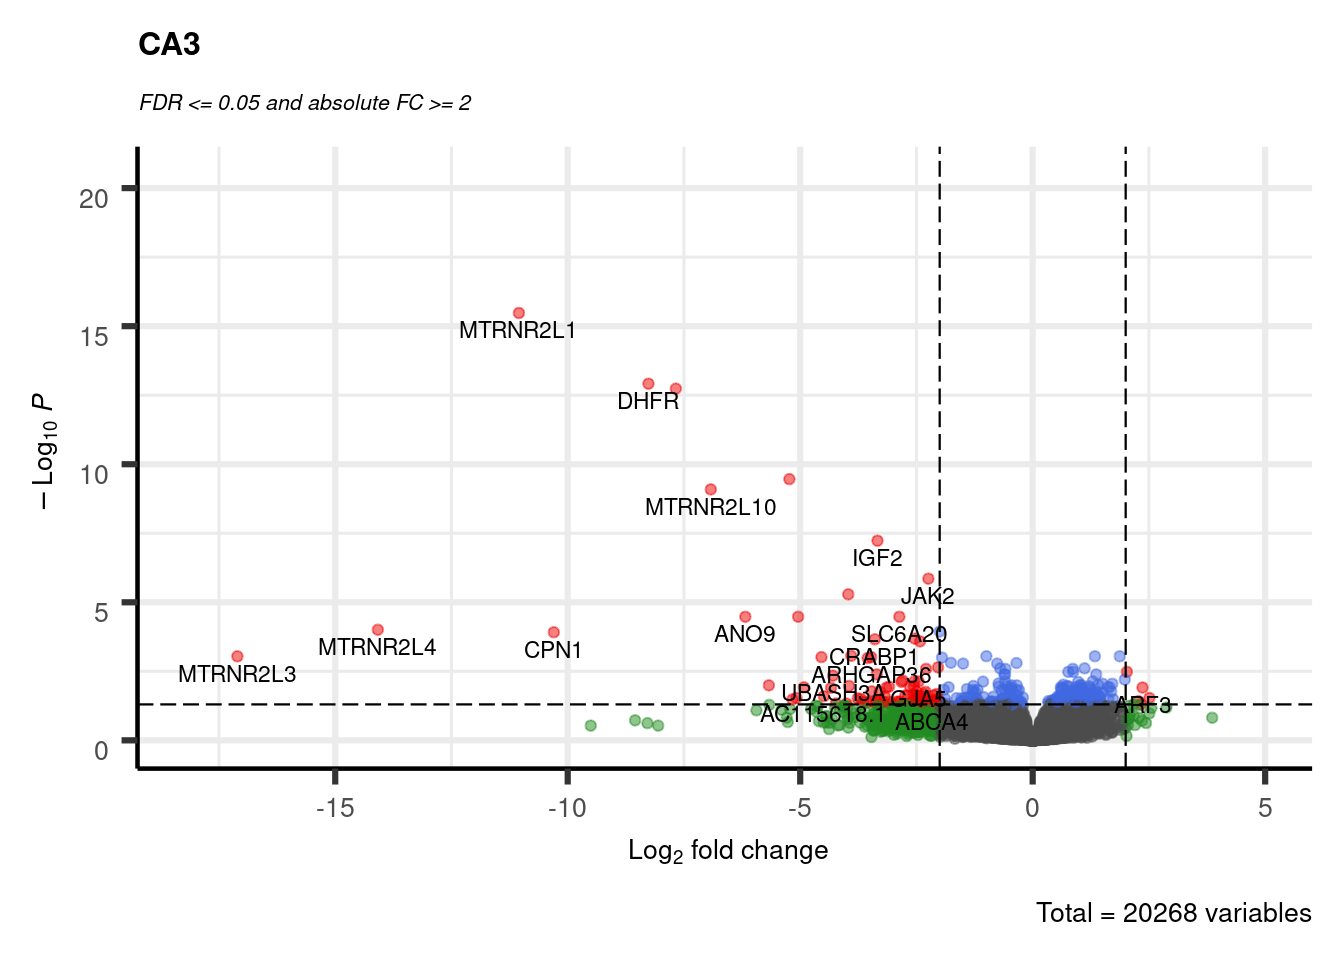 CA3
FDR <= 0.05 and absolute FC >= 2
20
15
10
5
0
− Log10 P
MTRNR2L1
DHFR
MTRNR2L10
IGF2
JAK2
ANO9
SLC6A20
MTRNR2L4
CPN1
CRABP1
MTRNR2L3
ARHGAP36
UBASH3A
GJA5
ARF3
AC115618.1
ABCA4
-15
-10
-5
0
5
Log2 fold change
Total = 20268 variables